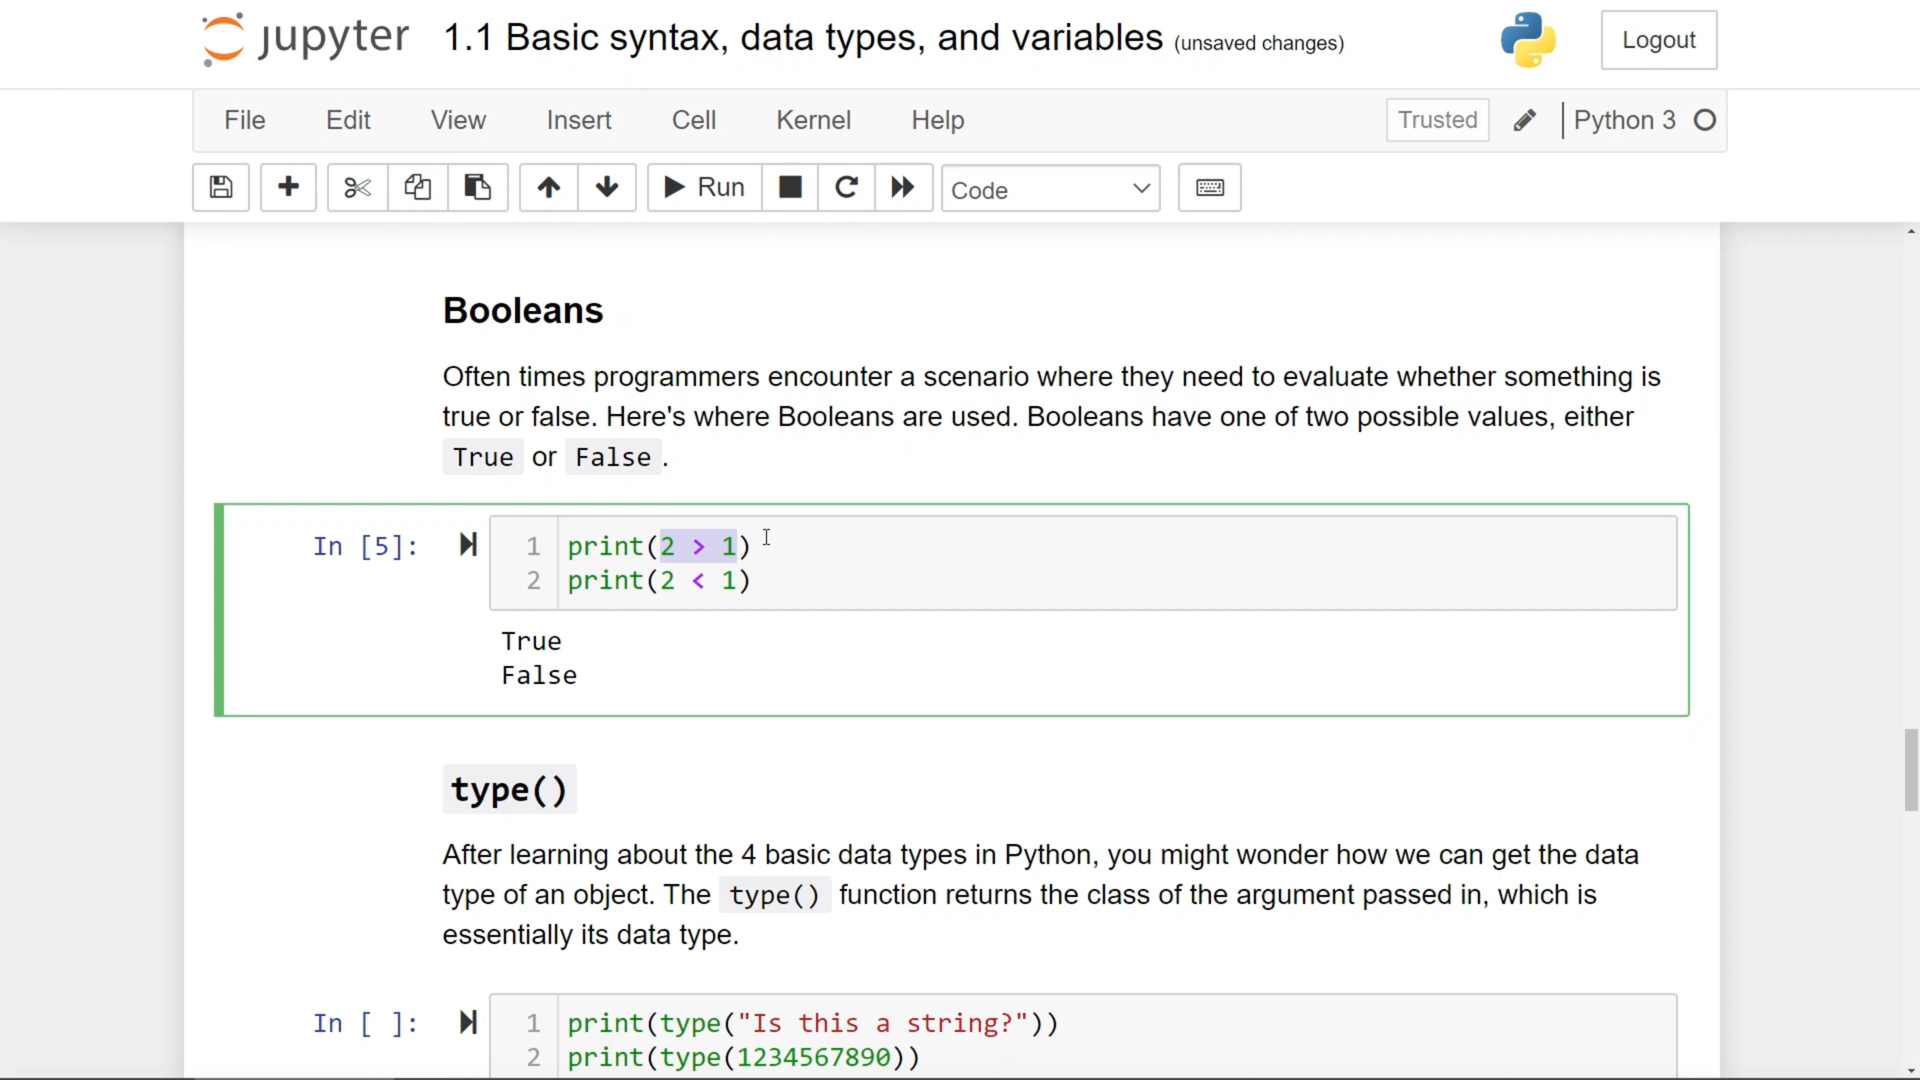 jupyter 1.1 Basic syntax, data types, and variables (unsaved changes) Logout
File Edit View Insert Cell Kernel Help Trusted Python 3
Run Code
Booleans
Often times programmers encounter a scenario where they need to evaluate whether something is
true or false. Here's where Booleans are used. Booleans have one of two possible values, either
True or False .
In [5]: 1 print(2 > 1)
2 print(2 < 1)
True
False
type()
After learning about the 4 basic data types in Python, you might wonder how we can get the data
type of an object. The type() function returns the class of the argument passed in, which is
essentially its data type.
In [ ]: 1 print(type("Is this a string?"))
2 print(type(1234567890))